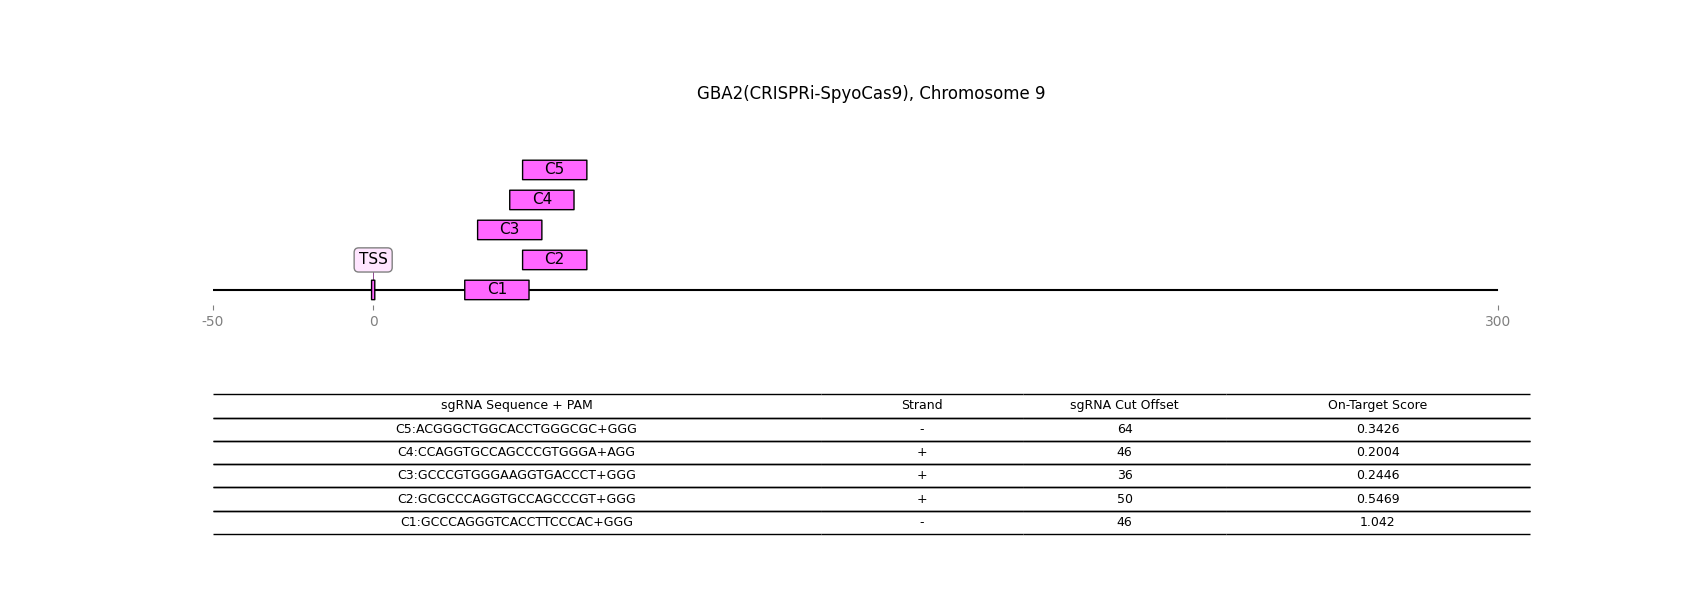 GBA2(CRISPRi-SpyoCas9), Chromosome 9
C5
C4
C3
TSS C2
C1
-50 0 300
sgRNA Sequence + PAM Strand sgRNA Cut Offset On-Target Score
C5:ACGGGCTGGCACCTGGGCGC+GGG - 64 0.3426
C4:CCAGGTGCCAGCCCGTGGGA+AGG + 46 0.2004
C3:GCCCGTGGGAAGGTGACCCT+GGG + 36 0.2446
C2:GCGCCCAGGTGCCAGCCCGT+GGG + 50 0.5469
C1:GCCCAGGGTCACCTTCCCAC+GGG - 46 1.042